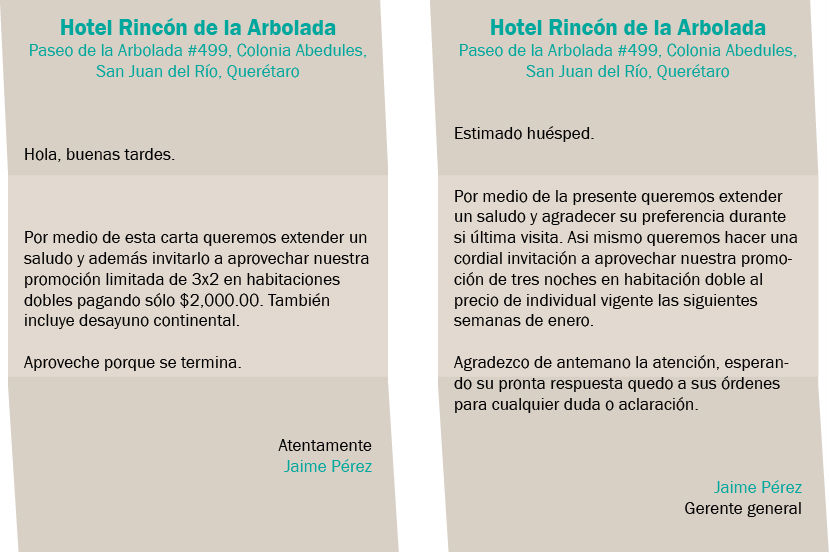 Hotel Rincón de la Arbolada
Paseo de la Arbolada #499, Colonia Abedules,
San Juan del Río, Querétaro
Hola, buenas tardes.
Por medio de esta carta queremos extender un
saludo y además invitarlo a aprovechar nuestra
promoción limitada de 3x2 en habitaciones
dobles pagando sólo $2,000.00. También
incluye desayuno continental.
Aproveche porque se termina.
Atentamente
Jaime Pérez
Hotel Rincón de la Arbolada
Paseo de la Arbolada #499, Colonia Abedules,
San Juan del Río, Querétaro
Estimado huésped.
Por medio de la presente queremos extender
un saludo y agradecer su preferencia durante
si última visita. Asi mismo queremos hacer una
cordial invitación a aprovechar nuestra promo-
ción de tres noches en habitación doble al
precio de individual vigente las siguientes
semanas de enero.
Agradezco de antemano la atención, esperan-
do su pronta respuesta quedo a sus órdenes
para cualquier duda o aclaración.
Jaime Pérez
Gerente general